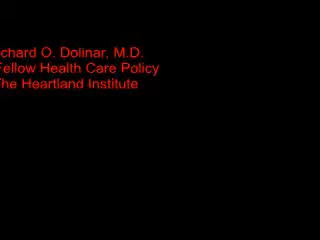 chard O. Dolinar, M.D.
Fellow Health Care Policy
The Heartland Institute